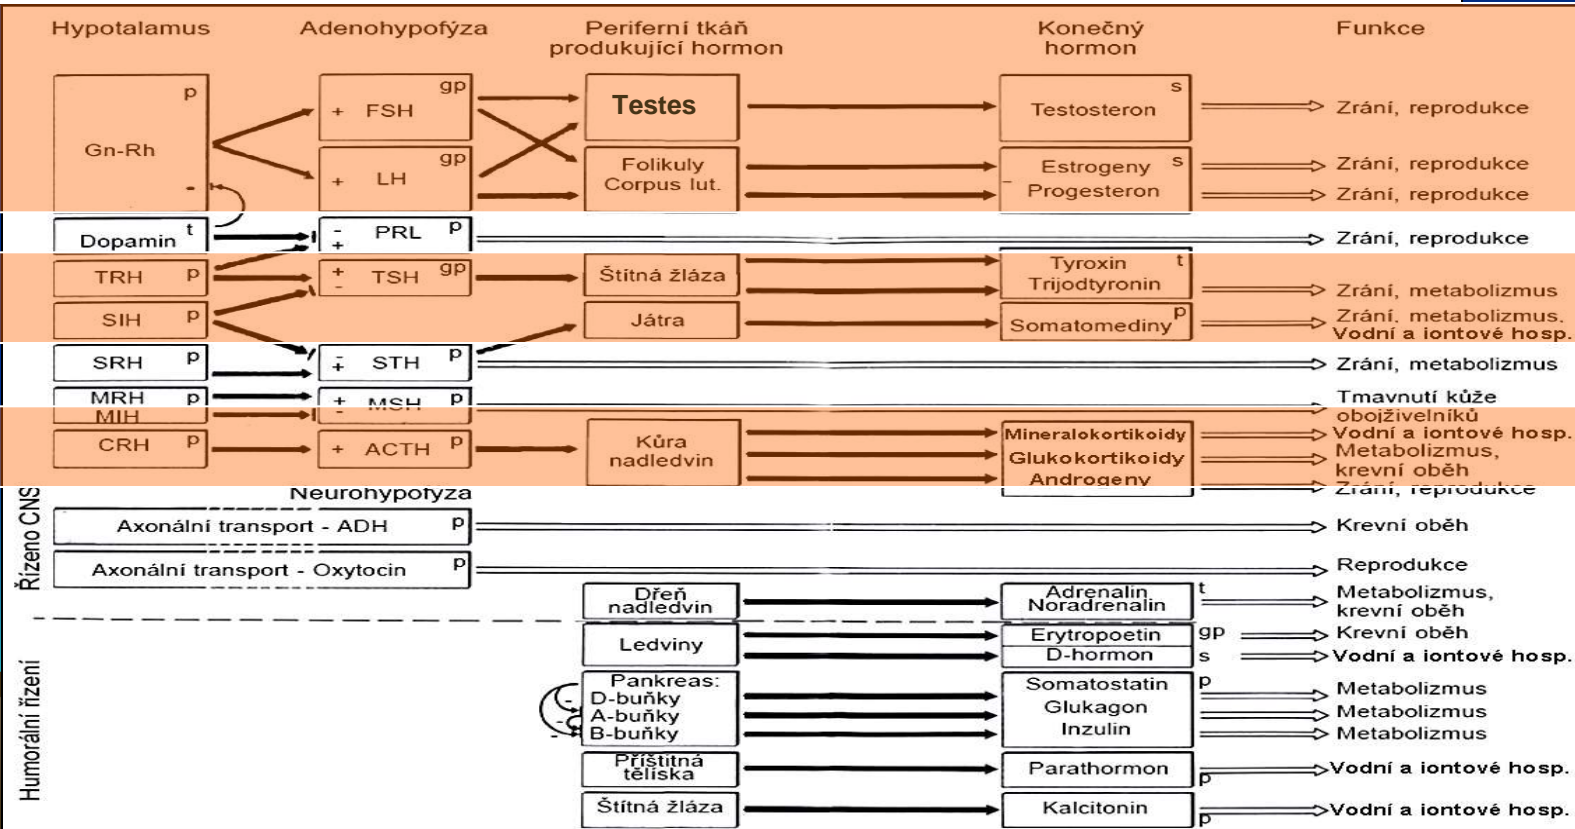 Hypotalamus Adenohypofýza Periferní tkáň Konečný Funkce
produkující hormon hormon
p gp s
+ FSH Testes Testosteron Zrání, reprodukce
Gn-Rh gp
+ LH Folikuly Estrogeny s Zrání, reprodukce
- Corpus lut. - Progesteron Zrání, reprodukce
Dopamin t - PRL p Zrání, reprodukce
+
TRH p + TSH gp Štítná žláza Tyroxin t
- Trijodtyronin Zrání, metabolizmus
SIH p Játra Somatomediny p Zrání, metabolizmus.
Vodní a iontové hosp.
SRH p - STH p Zrání, metabolizmus
+
MRH p + MSH p Tmavnutí kůže
MIH - obojživelníků
CRH p + ACTH p Kůra Mineralokortikoidy Vodní a iontové hosp.
nadledvin Glukokortikoidy Metabolizmus,
krevní oběh
Androgeny Zrání, reprodukce
Neurohypofýza
Řízeno CNS
Axonální transport - ADH p Krevní oběh
Axonální transport - Oxytocin p Reprodukce
Dřeň Adrenalin t Metabolizmus,
nadledvin Noradrenalin krevní oběh
Humorální řízení
Ledviny Erytropoetin gp Krevní oběh
D-hormon s Vodní a iontové hosp.
Pankreas: Somatostatin p Metabolizmus
- D-buňky Glukagon Metabolizmus
- A-buňky Inzulin Metabolizmus
- B-buňky
Příštitná Parathormon p Vodní a iontové hosp.
tělíska
Štítná žláza Kalcitonin p Vodní a iontové hosp.